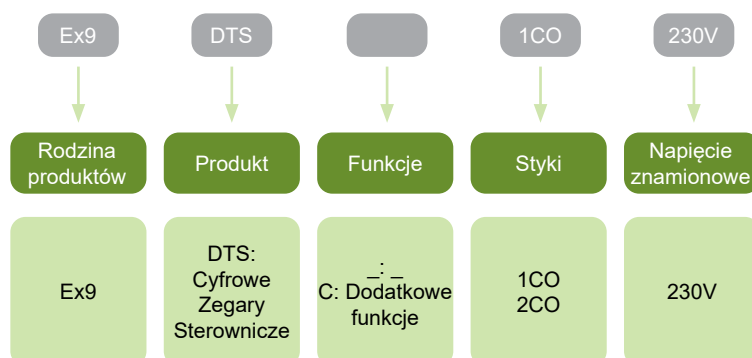 Ex9
DTS
1CO
230V
Rodzina
produktów
Produkt
Funkcje
Styki
Napięcie
znamionowe
Ex9
DTS:
Cyfrowe
Zegary
Sterownicze
_: _
C: Dodatkowe
funkcje
1CO
2CO
230V